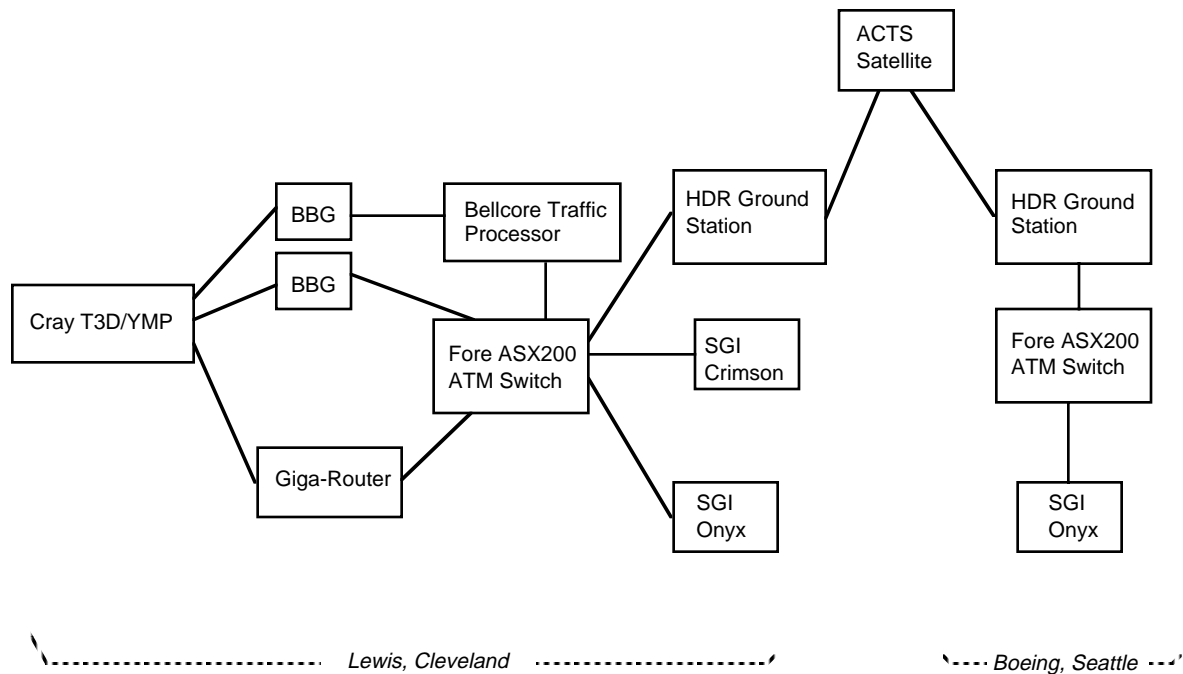 ACTS
Satellite
BBG
Bellcore Traffic
Processor
HDR Ground
Station
HDR Ground
Station
BBG
Cray T3D/YMP
Fore ASX200
ATM Switch
SGI
Crimson
Fore ASX200
ATM Switch
Giga-Router
SGI
Onyx
SGI
Onyx
Lewis, Cleveland
Boeing, Seattle